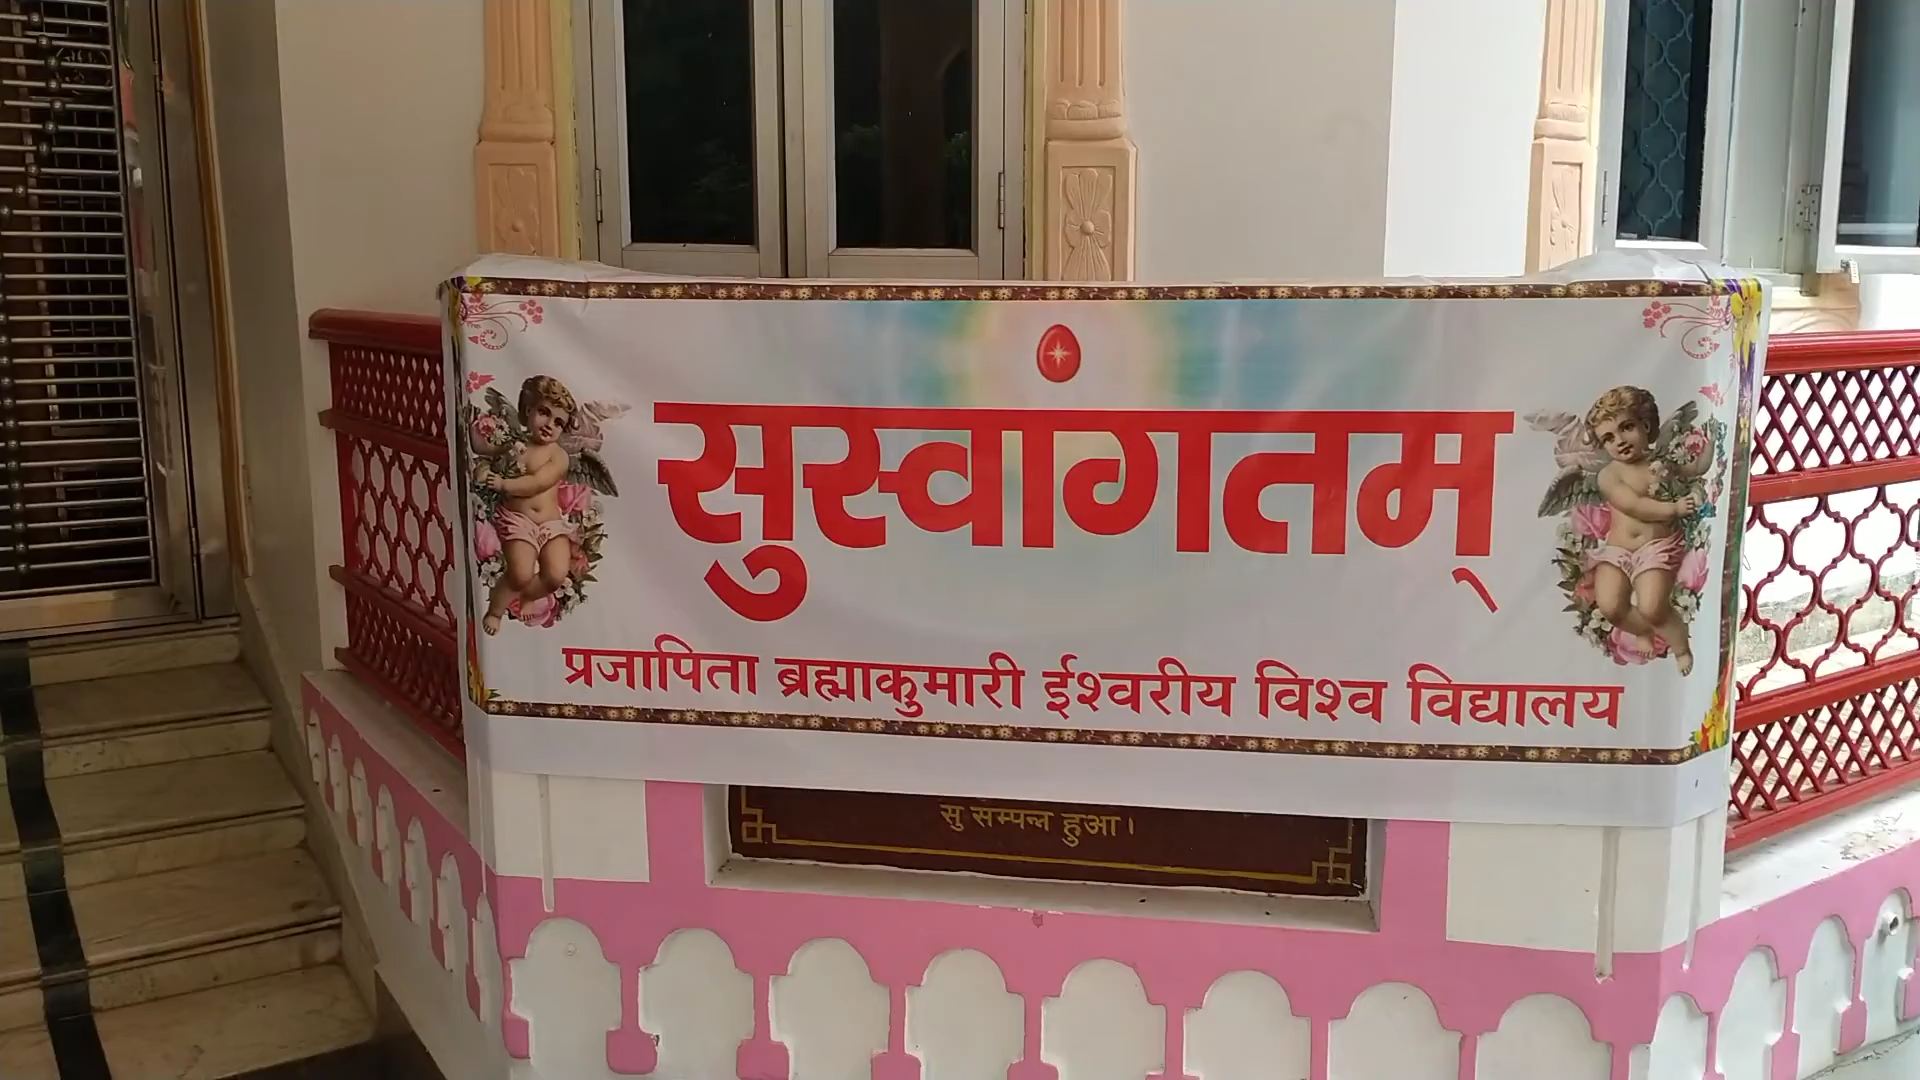 सुस्वागतम्
प्रजापिता ब्रह्माकुमारी ईश्वरीय विश्व विद्यालय
सु सम्पन्न हुआ।